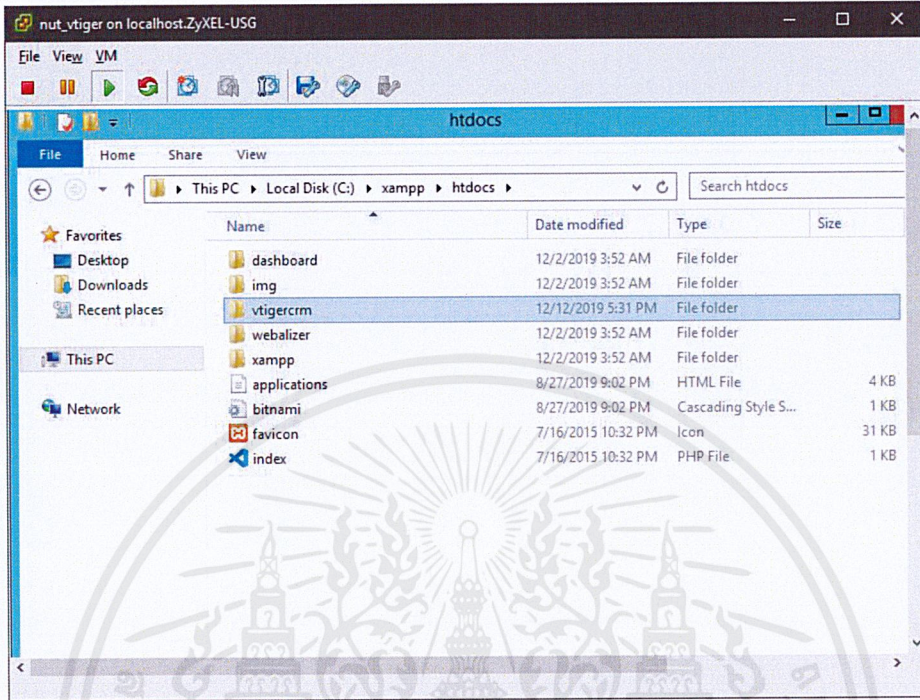 nut_vtiger on localhost.ZyXEL-USG
File View VM
htdocs
File Home Share View
This PC Local Disk (C:) xampp htdocs Search htdocs
Name Date modified Type Size
Favorites
Desktop
Downloads
Recent places
This PC
Network
dashboard 12/2/2019 3:52 AM File folder
img 12/2/2019 3:52 AM File folder
vtigercrm 12/12/2019 5:31 PM File folder
webalizer 12/2/2019 3:52 AM File folder
xampp 12/2/2019 3:52 AM File folder
applications 8/27/2019 9:02 PM HTML File 4 KB
bitnami 8/27/2019 9:02 PM Cascading Style S... 1 KB
favicon 7/16/2015 10:32 PM Icon 31 KB
index 7/16/2015 10:32 PM PHP File 1 KB